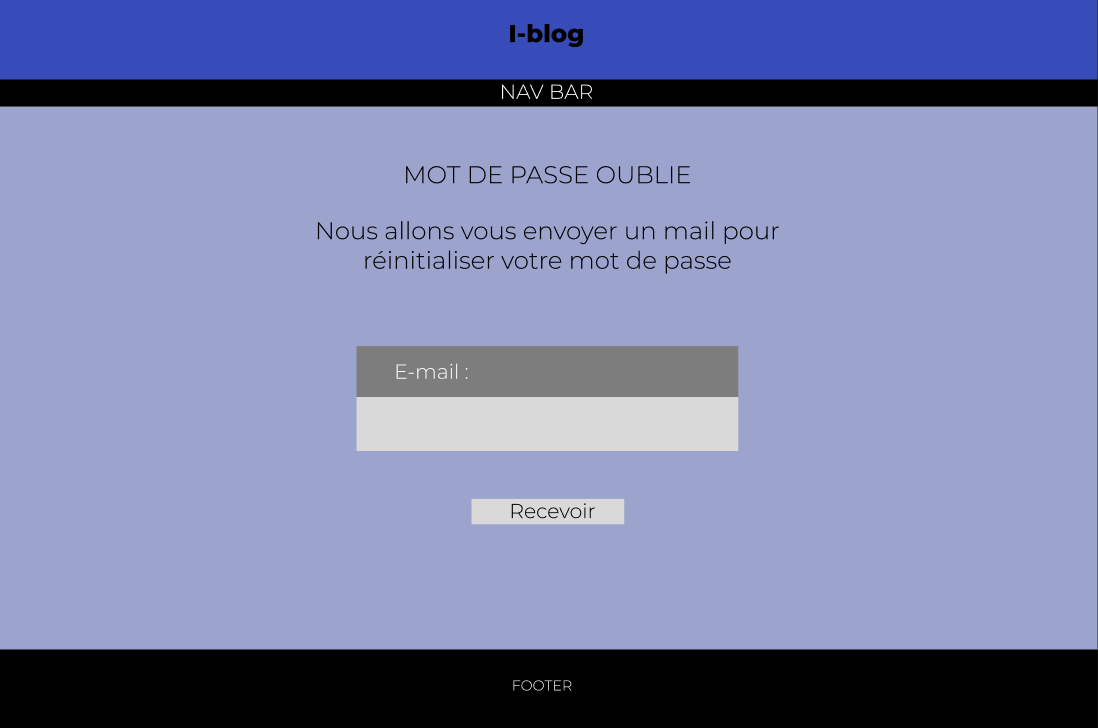 I-blog
NAV BAR
MOT DE PASSE OUBLIE
Nous allons vous envoyer un mail pour
réinitialiser votre mot de passe
E-mail :
Recevoir
FOOTER